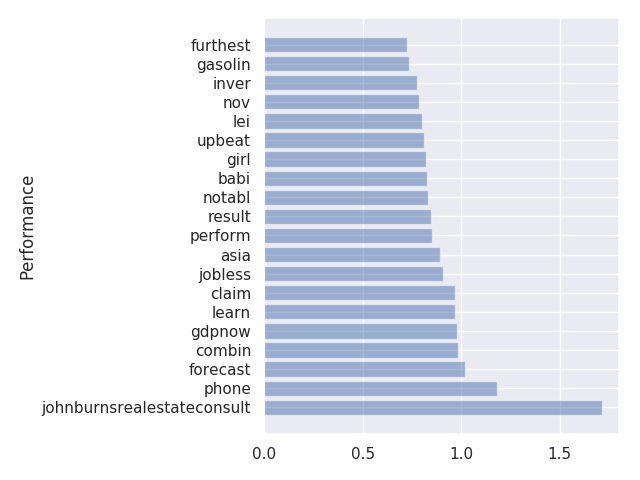 furthest
gasolin
inver
nov
lei
upbeat
girl
babi
notabl
result
perform
asia
jobless
claim
learn
gdpnow
combin
forecast
phone
johnburnsrealestateconsult
Performance
0.0 0.5 1.0 1.5